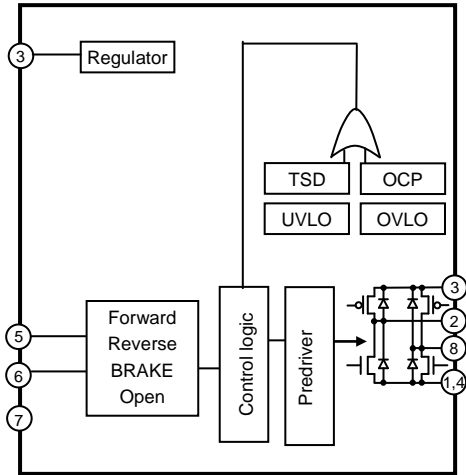 3
Regulator
TSD
OCP
UVLO
OVLO
3
2
8
1,4
5
6
7
Forward
Reverse
BRAKE
Open
Control logic
Predriver